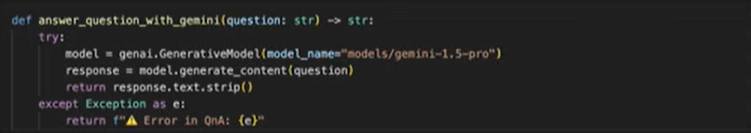 def answer_question_with_gemini(question: str) -> str:
    try:
        model = genai.GenerativeModel(model_name="models/gemini-1.5-pro")
        response = model.generate_content(question)
        return response.text.strip()
    except Exception as e:
        return f"⚠️ Error in QnA: {e}"